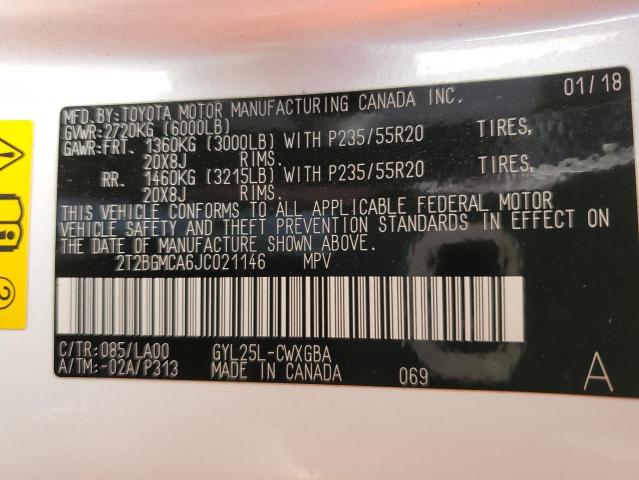 MFD. BY: TOYOTA MOTOR MANUFACTURING CANADA INC. 01/18
GVWR: 2720KG (6000LB)
GAWR: FRT. 1360KG (3000LB) WITH P235/55R20 TIRES,
20X8J RIMS.
RR. 1460KG (3215LB) WITH P235/55R20 TIRES,
20X8J RIMS.
THIS VEHICLE CONFORMS TO ALL APPLICABLE FEDERAL MOTOR
VEHICLE SAFETY AND THEFT PREVENTION STANDARDS IN EFFECT ON
THE DATE OF MANUFACTURE SHOWN ABOVE.
2T2BGMCA6JC021146 MPV
C/TR: 085/LA00 GYL25L-CWXGBA
A/TM: -02A/P313 MADE IN CANADA 069 A
2